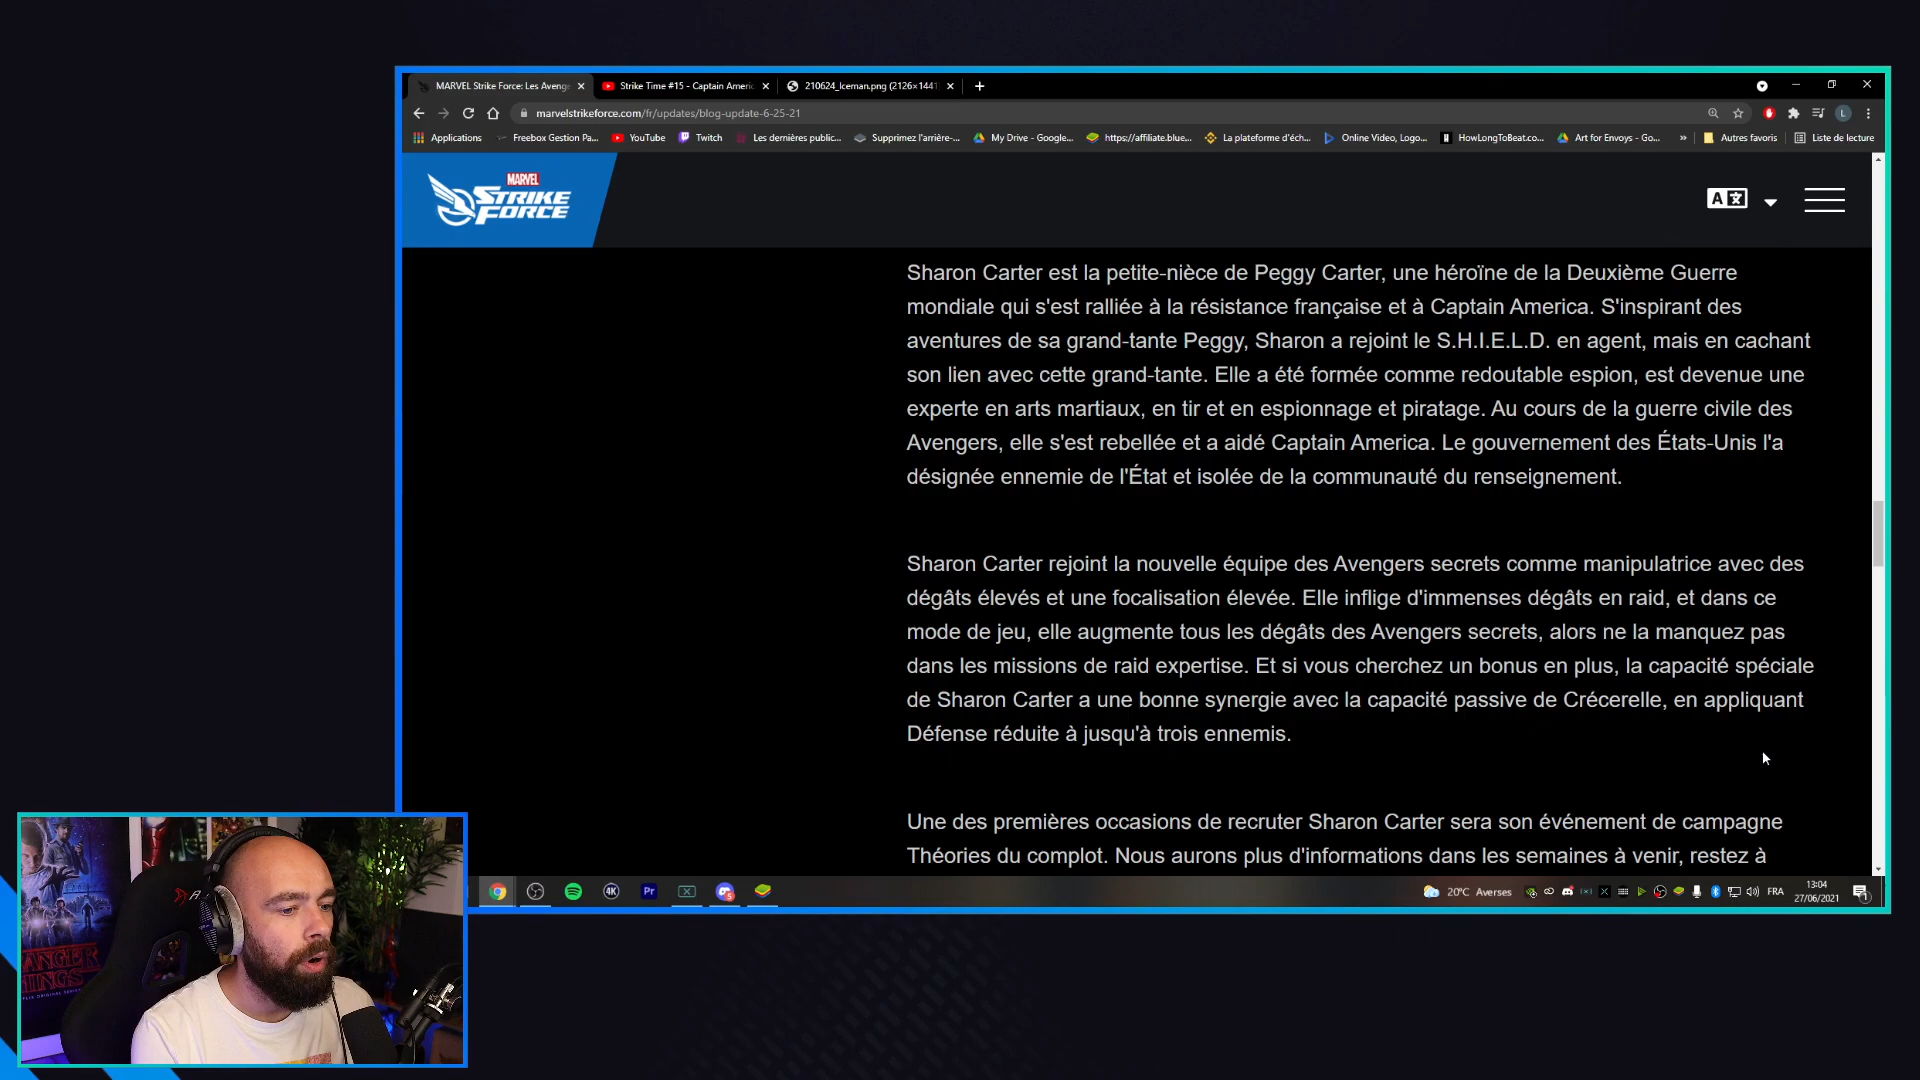 MARVEL Strike Force: Les Aveng
Strike Time #15 - Captain Americ
210624_Iceman.png (2126×1441)
marvelstrikeforce.com/fr/updates/blog-update-6-25-21
Applications
Freebox Gestion Pa...
YouTube
Twitch
Les dernières public...
Supprimez l'arrière-...
My Drive - Google...
https://affiliate.blue...
La plateforme d'éch...
Online Video, Logo...
HowLongToBeat.co...
Art for Envoys - Go...
»
Autres favoris
Liste de lecture
MARVEL
STRIKE
FORCE
A
Sharon Carter est la petite-nièce de Peggy Carter, une héroïne de la Deuxième Guerre
mondiale qui s'est ralliée à la résistance française et à Captain America. S'inspirant des
aventures de sa grand-tante Peggy, Sharon a rejoint le S.H.I.E.L.D. en agent, mais en cachant
son lien avec cette grand-tante. Elle a été formée comme redoutable espion, est devenue une
experte en arts martiaux, en tir et en espionnage et piratage. Au cours de la guerre civile des
Avengers, elle s'est rebellée et a aidé Captain America. Le gouvernement des États-Unis l'a
désignée ennemie de l'État et isolée de la communauté du renseignement.
Sharon Carter rejoint la nouvelle équipe des Avengers secrets comme manipulatrice avec des
dégâts élevés et une focalisation élevée. Elle inflige d'immenses dégâts en raid, et dans ce
mode de jeu, elle augmente tous les dégâts des Avengers secrets, alors ne la manquez pas
dans les missions de raid expertise. Et si vous cherchez un bonus en plus, la capacité spéciale
de Sharon Carter a une bonne synergie avec la capacité passive de Crécerelle, en appliquant
Défense réduite à jusqu'à trois ennemis.
Une des premières occasions de recruter Sharon Carter sera son événement de campagne
Théories du complot. Nous aurons plus d'informations dans les semaines à venir, restez à
4K
Pr
20°C Averses
FRA
13:04
27/06/2021
ANGER
INGS